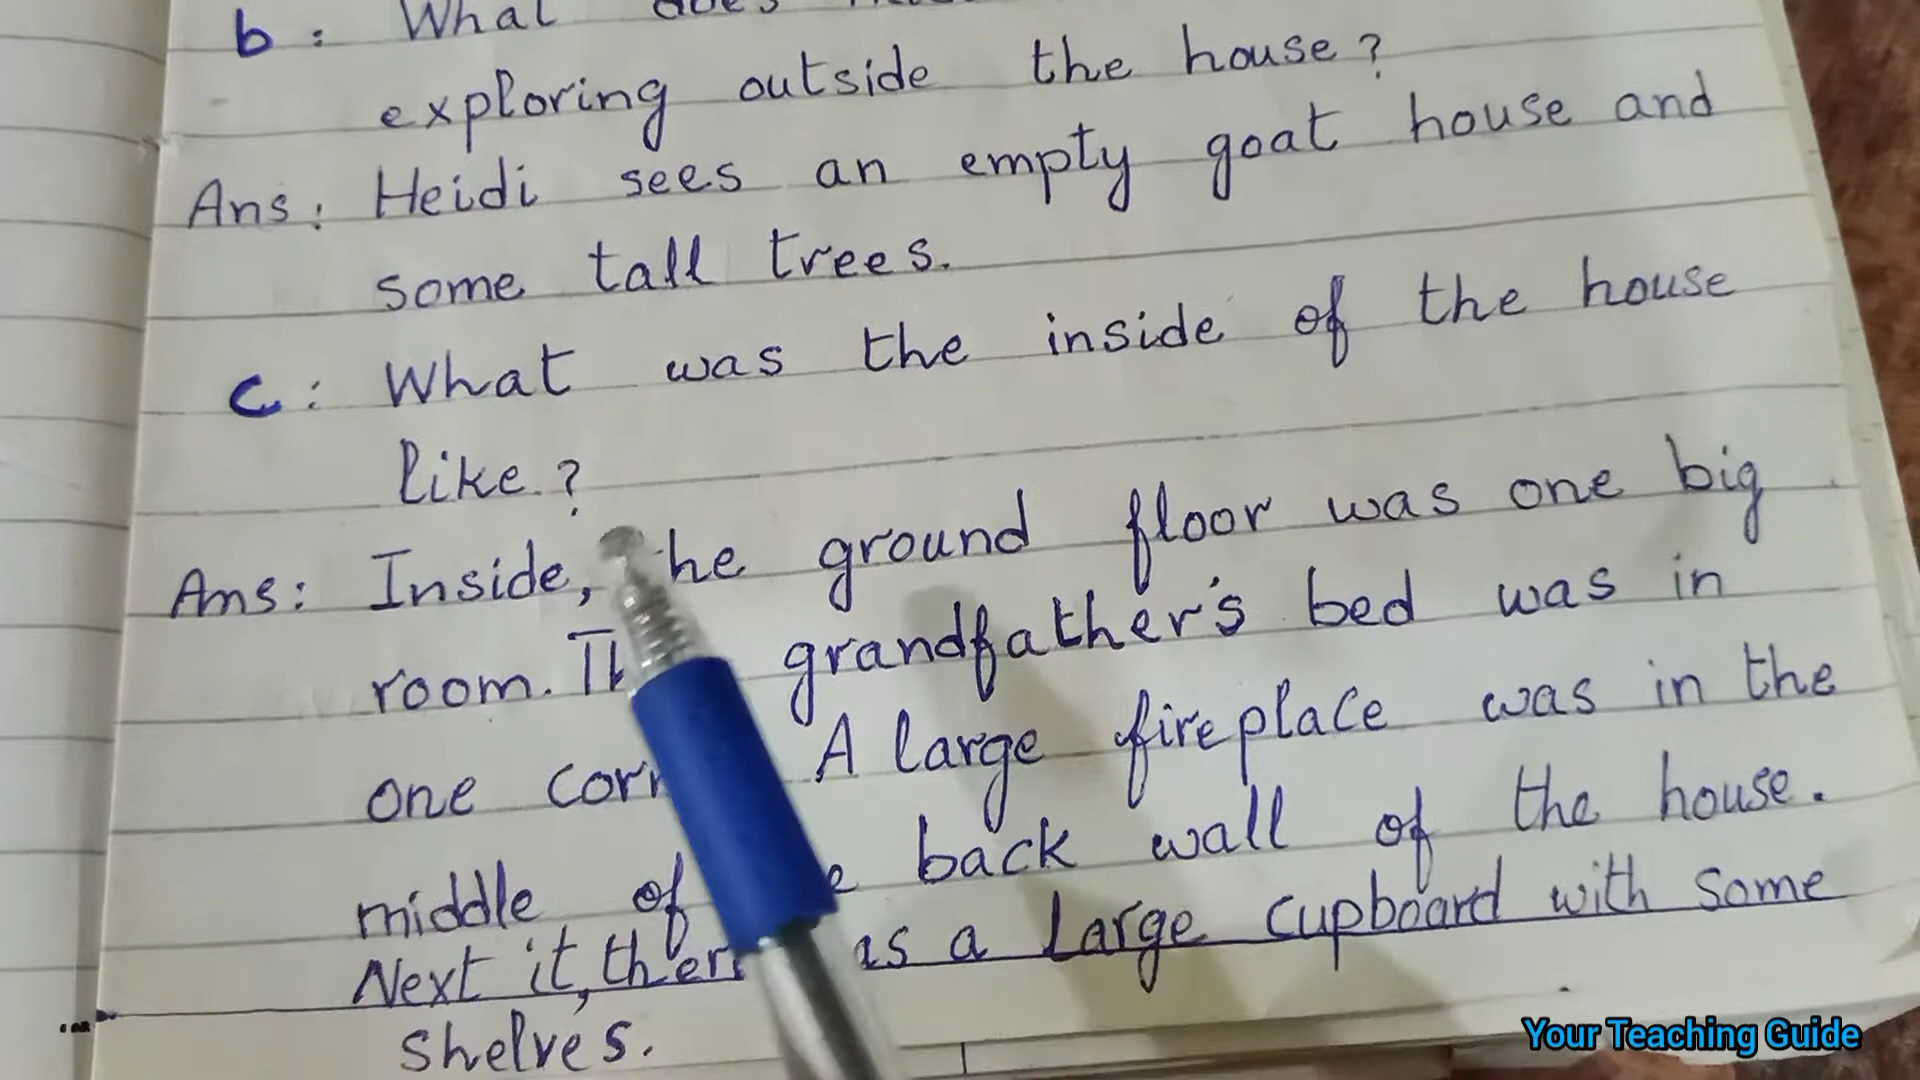 b: What does
exploring outside the house?
Ans: Heidi sees an empty goat house and
some tall trees.
c: What was the inside of the house
like?
Ans: Inside, the ground floor was one big
room. grandfather's bed was in
one A large fireplace was in the
middle of back wall of the house.
Next it, as a large cupboard with some
shelves.
Your Teaching Guide